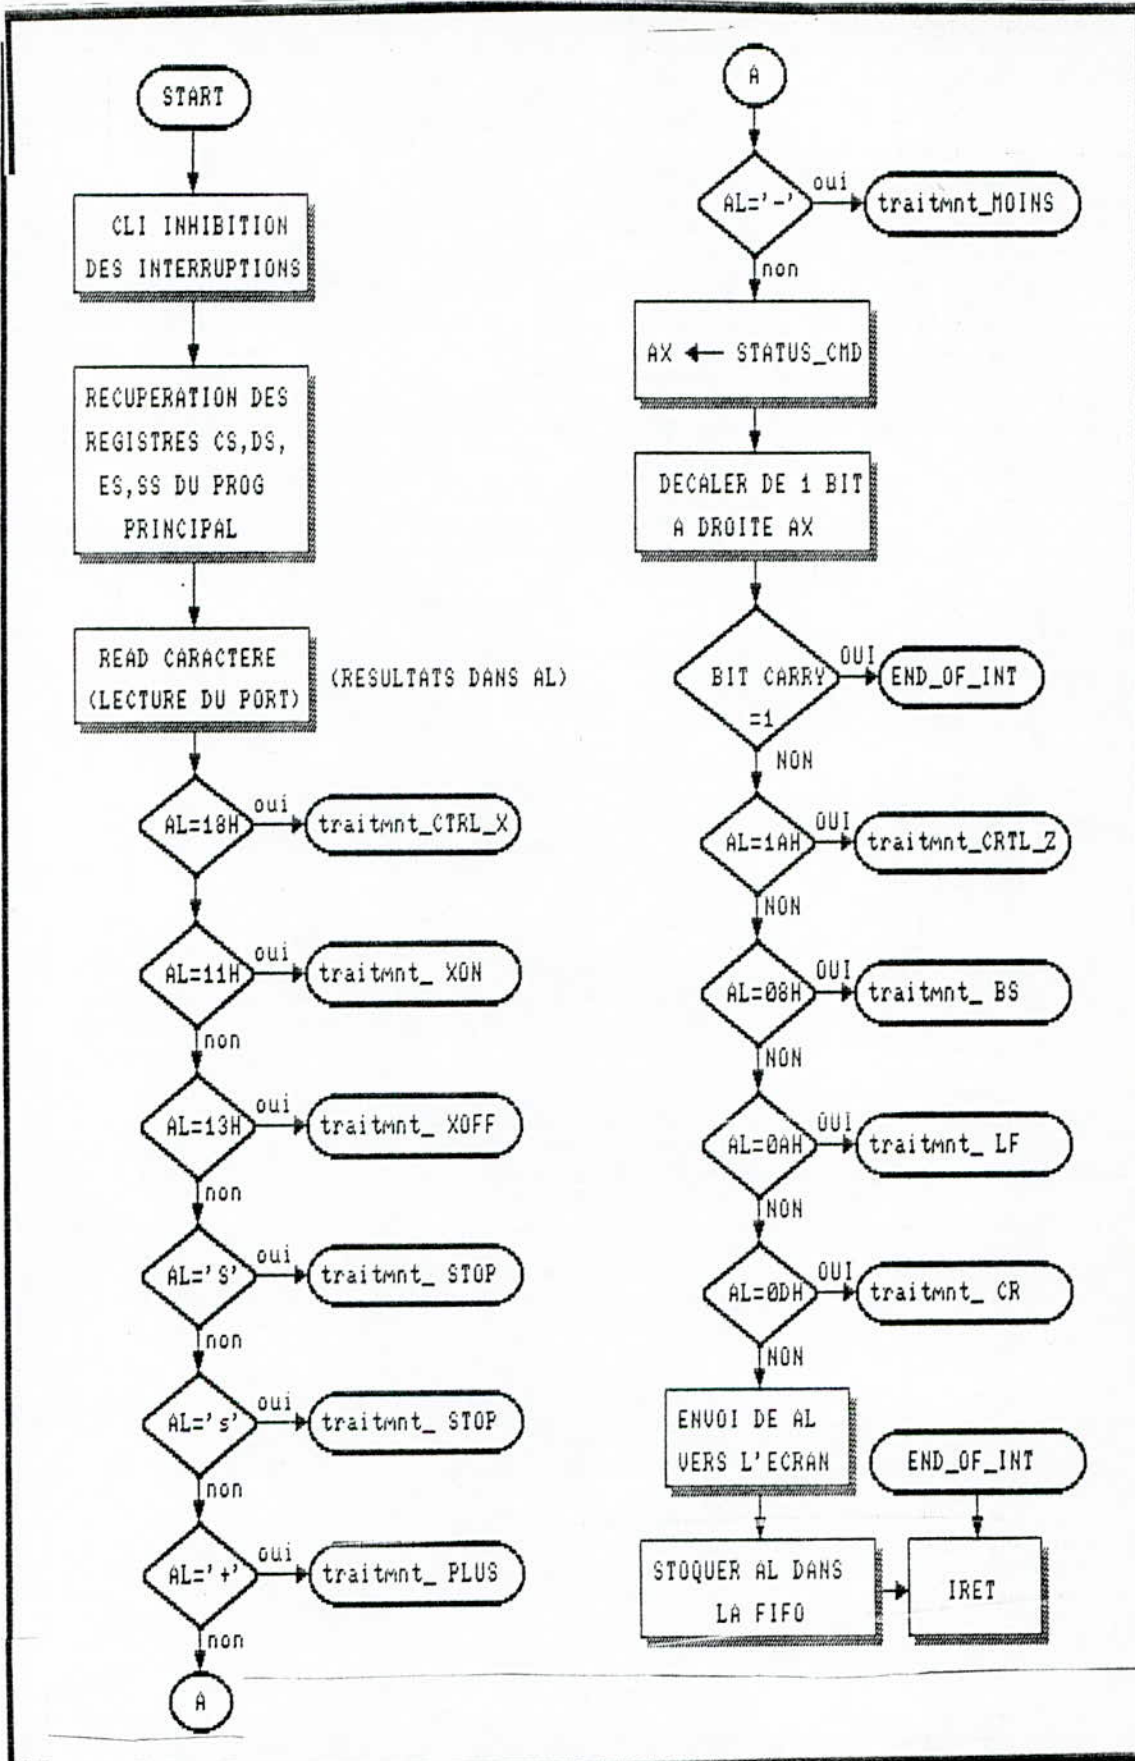 START
CLI INHIBITION
DES INTERRUPTIONS
RECUPERATION DES
REGISTRES CS,DS,
ES,SS DU PROG
PRINCIPAL
READ CARACTERE
(LECTURE DU PORT)
(RESULTATS DANS AL)
AL=18H
oui
traitmnt_CTRL_X
AL=11H
oui
traitmnt_ XON
non
AL=13H
oui
traitmnt_ XOFF
non
AL='S'
oui
traitmnt_ STOP
non
AL='s'
oui
traitmnt_ STOP
non
AL='+'
oui
traitmnt_ PLUS
non
A
A
AL='-'
oui
traitmnt_MOINS
non
AX ← STATUS_CMD
DECALER DE 1 BIT
A DROITE AX
BIT CARRY
=1
OUI
END_OF_INT
NON
AL=1AH
OUI
traitmnt_CRTL_Z
NON
AL=08H
OUI
traitmnt_ BS
NON
AL=0AH
OUI
traitmnt_ LF
NON
AL=0DH
OUI
traitmnt_ CR
NON
ENVOI DE AL
VERS L'ECRAN
END_OF_INT
STOQUER AL DANS
LA FIFO
IRET